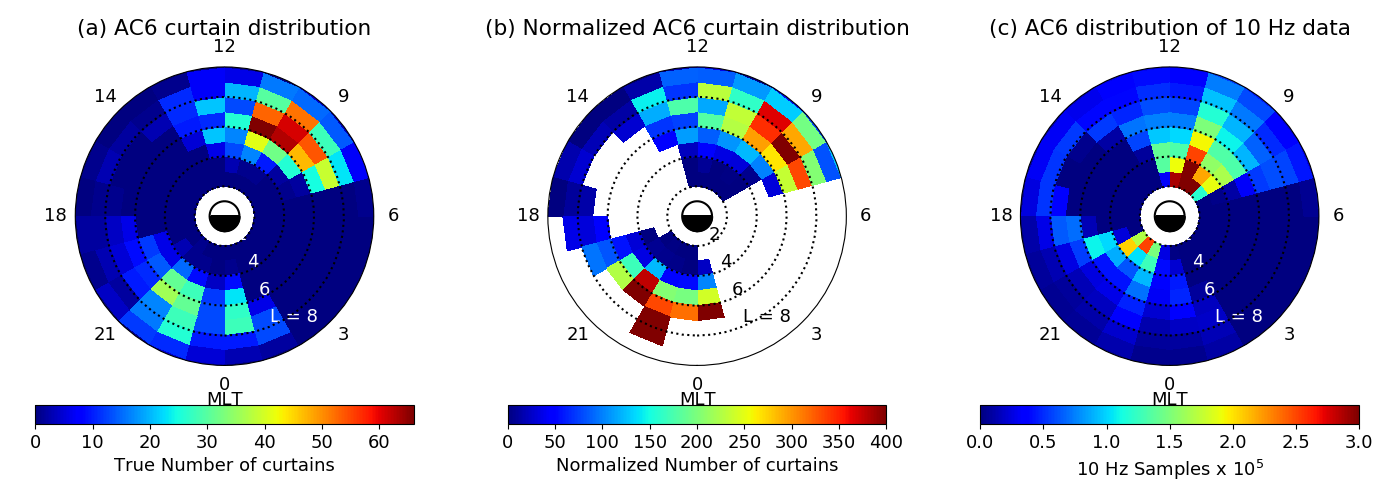 (a) AC6 curtain distribution
12
14
9
18
6
4
6
L = 8
21
3
0
MLT
0 10 20 30 40 50 60
True Number of curtains
(b) Normalized AC6 curtain distribution
12
14
9
18
6
2
4
6
L = 8
21
3
0
MLT
0 50 100 150 200 250 300 350 400
Normalized Number of curtains
(c) AC6 distribution of 10 Hz data
12
14
9
18
6
4
6
L = 8
21
3
0
MLT
0.0 0.5 1.0 1.5 2.0 2.5 3.0
10 Hz Samples x 10⁵